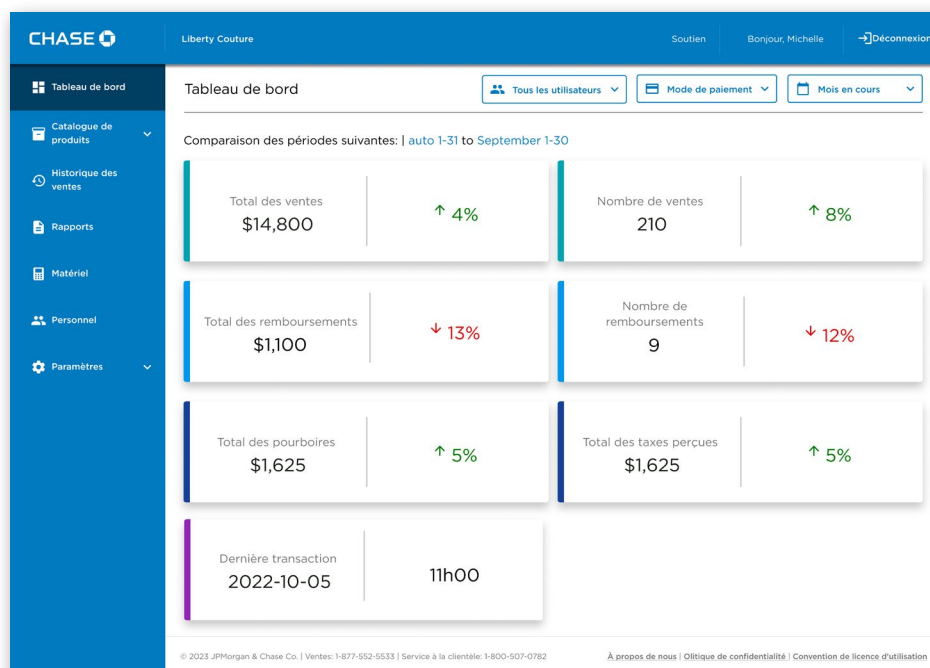 CHASE
Liberty Couture
Soutien
Bonjour, Michelle
Déconnexion
Tableau de bord
Catalogue de
produits
Historique des
ventes
Rapports
Matériel
Personnel
Paramètres
Tableau de bord
Tous les utilisateurs
Mode de paiement
Mois en cours
Comparaison des périodes suivantes: | auto 1-31 to September 1-30
Total des ventes
$14,800
↑ 4%
Nombre de ventes
210
↑ 8%
Total des remboursements
$1,100
↓ 13%
Nombre de
remboursements
9
↓ 12%
Total des pourboires
$1,625
↑ 5%
Total des taxes perçues
$1,625
↑ 5%
Dernière transaction
2022-10-05
11h00
© 2023 JPMorgan & Chase Co. | Ventes: 1-877-552-5533 | Service à la clientèle: 1-800-507-0782
À propos de nous | Olitique de confidentialité | Convention de licence d'utilisation